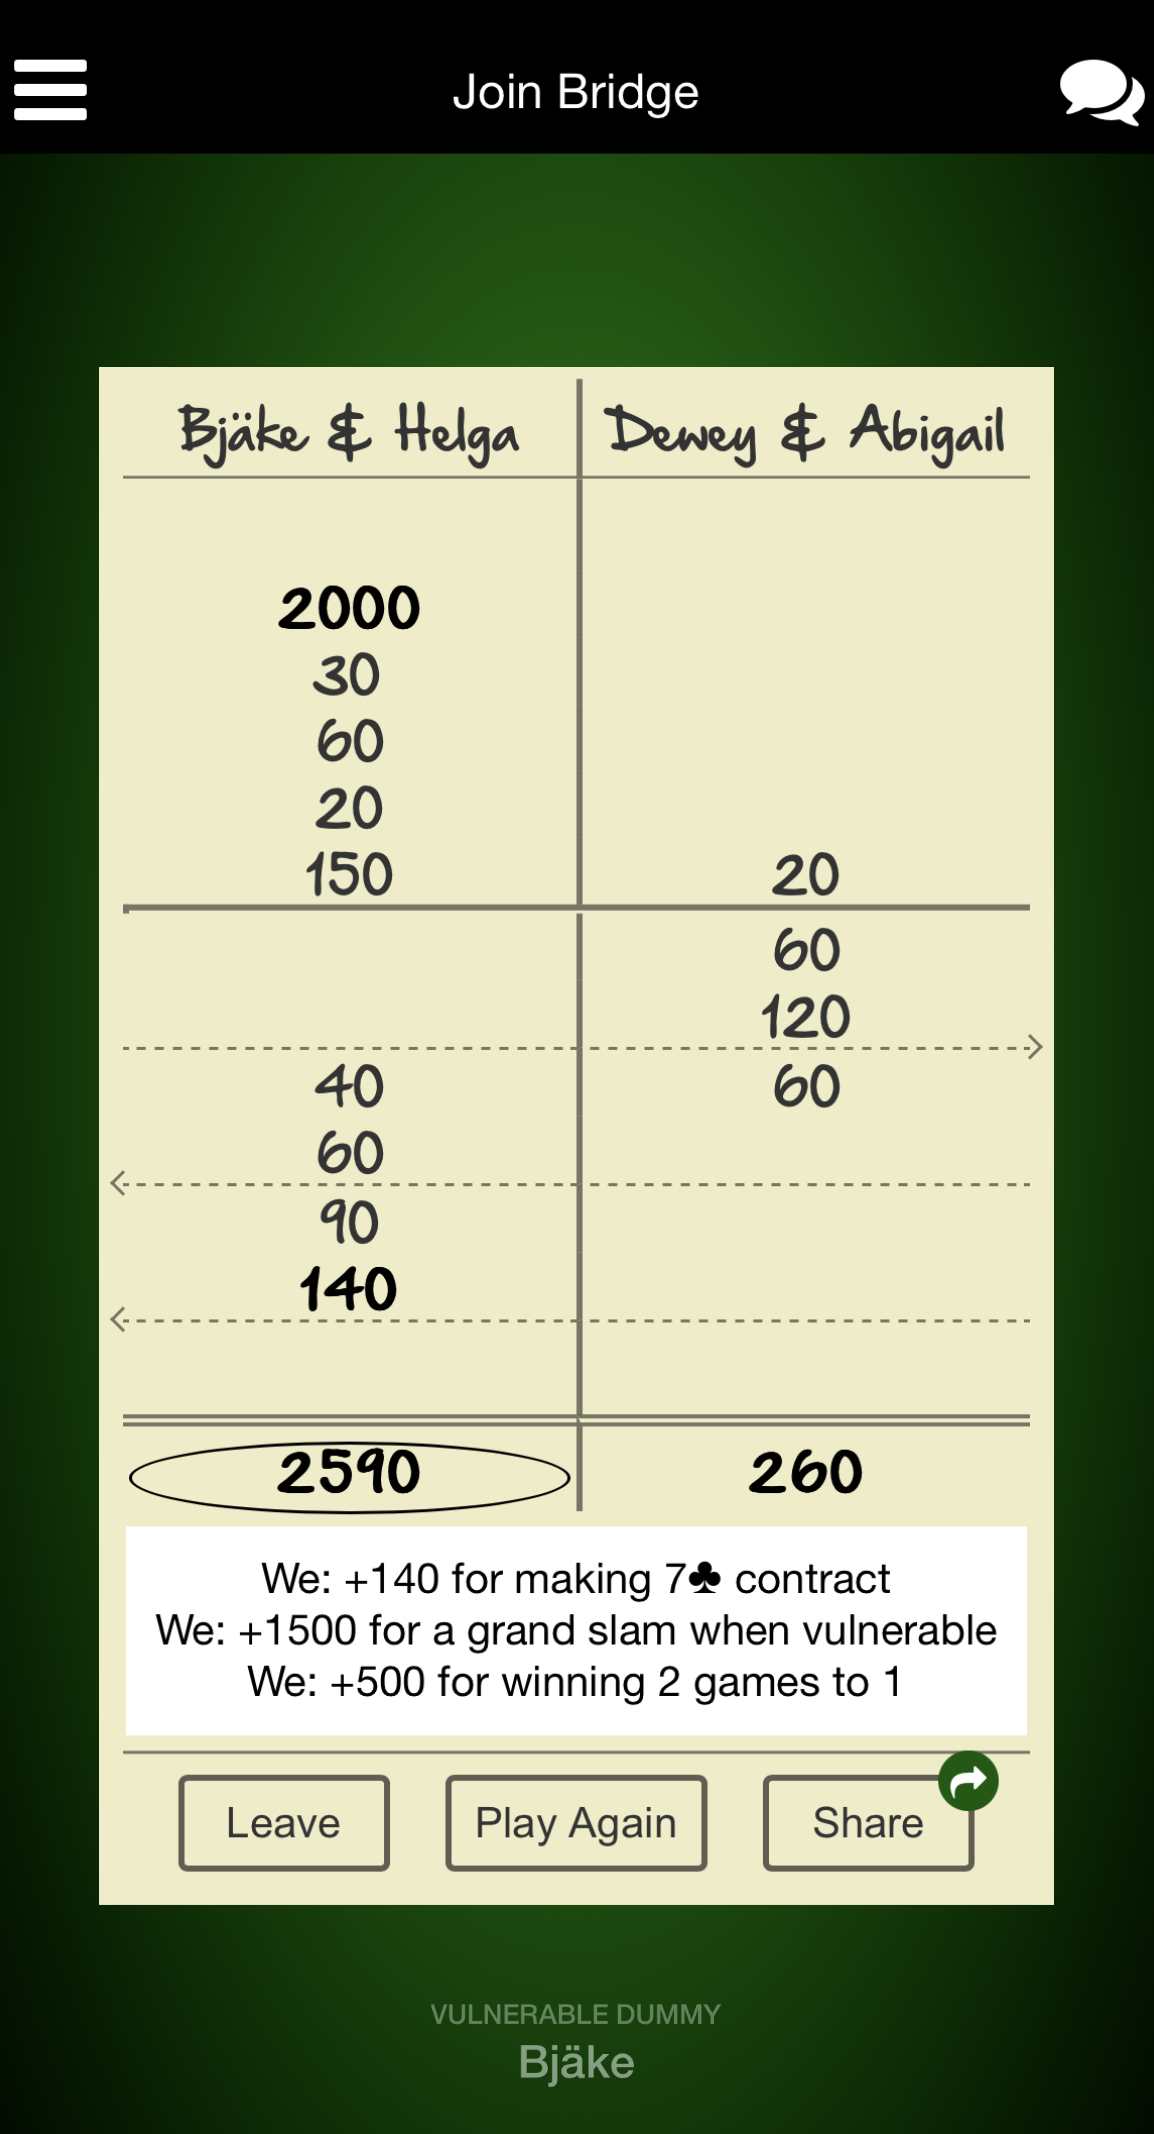 Join Bridge
Bjäke & Helga Dewey & Abigail
2000
30
60
20
150 20
60
120
40 60
60
90
140
2590 260
We: +140 for making 7♣ contract
We: +1500 for a grand slam when vulnerable
We: +500 for winning 2 games to 1
Leave Play Again Share
VULNERABLE DUMMY
Bjäke